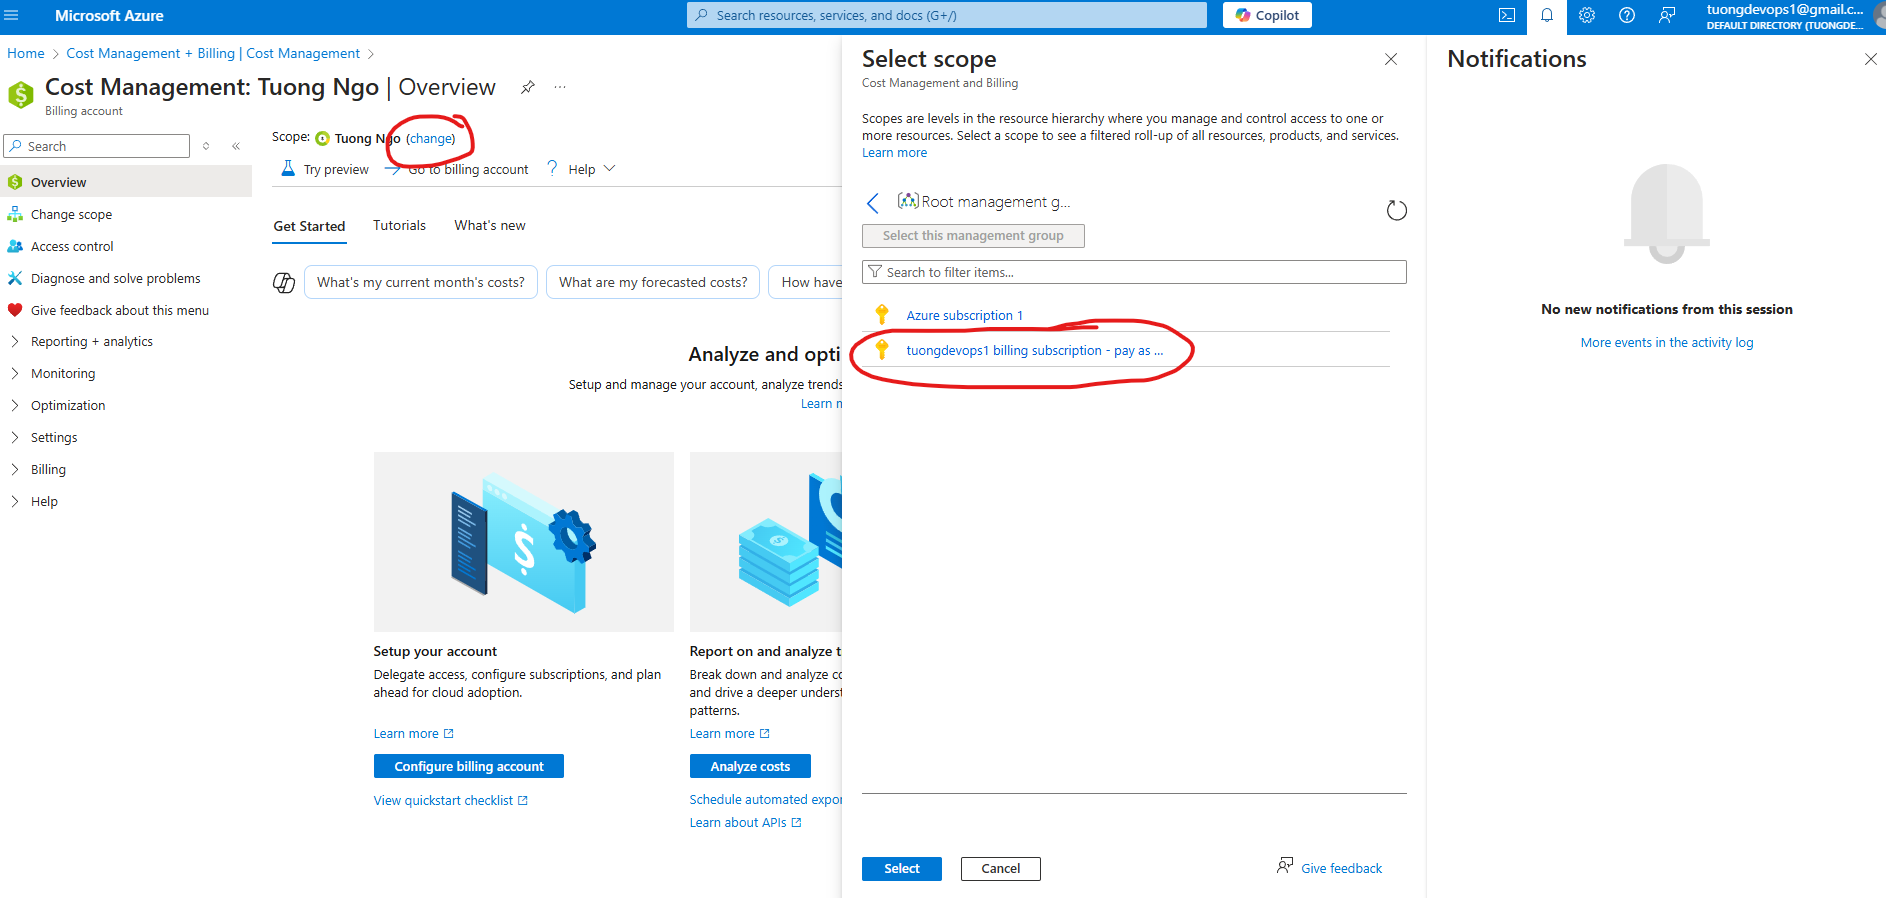 Microsoft Azure
Search resources, services, and docs (G+/)
Copilot
tuongdevops1@gmail.c...
DEFAULT DIRECTORY (TUONGDE...
Home > Cost Management + Billing | Cost Management >
Cost Management: Tuong Ngo | Overview
...
Billing account
Search
Overview
Change scope
Access control
Diagnose and solve problems
Give feedback about this menu
Reporting + analytics
Monitoring
Optimization
Settings
Billing
Help
Scope: Tuong Ngo (change)
Try preview
Go to billing account
? Help
Get Started
Tutorials
What's new
What's my current month's costs?
What are my forecasted costs?
How have
Analyze and opti
Setup and manage your account, analyze trends
Learn m
Setup your account
Delegate access, configure subscriptions, and plan
ahead for cloud adoption.
Learn more
Configure billing account
View quickstart checklist
Report on and analyze t
Break down and analyze co
and drive a deeper underst
patterns.
Learn more
Analyze costs
Schedule automated expor
Learn about APIs
Select scope
Cost Management and Billing
Scopes are levels in the resource hierarchy where you manage and control access to one or
more resources. Select a scope to see a filtered roll-up of all resources, products, and services.
Learn more
Root management g...
Select this management group
Search to filter items...
Azure subscription 1
tuongdevops1 billing subscription - pay as ...
Select
Cancel
Give feedback
Notifications
No new notifications from this session
More events in the activity log